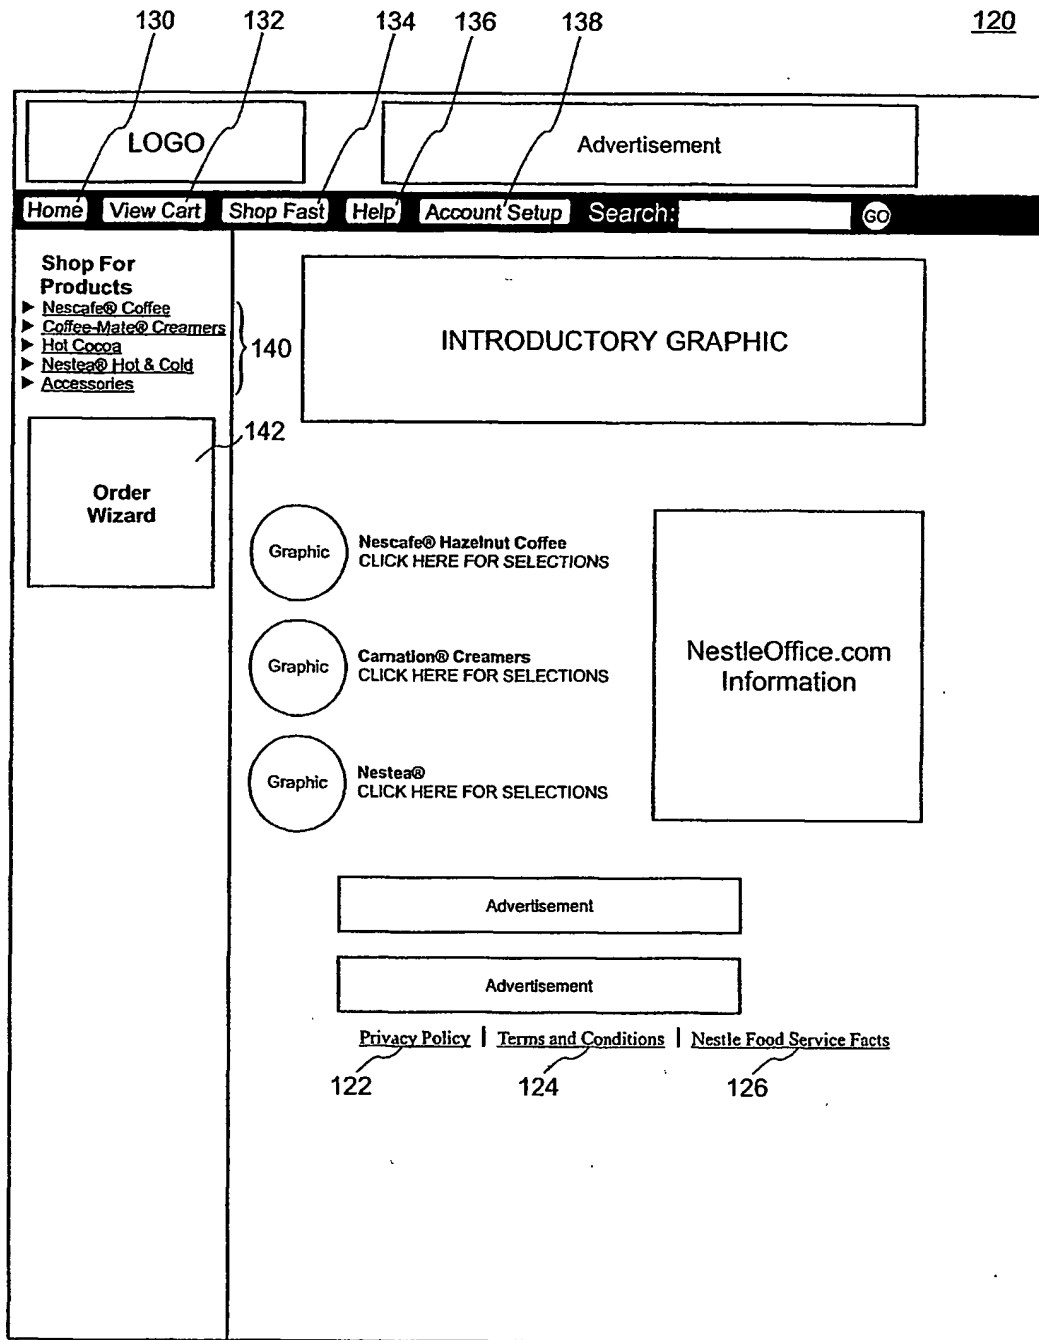 130 132 134 136 138 120
LOGO
Advertisement
Home View Cart Shop Fast Help Account Setup Search: GO
Shop For
Products
Nescafe® Coffee
Coffee-Mate® Creamers
Hot Cocoa
Nestea® Hot & Cold
Accessories
140
INTRODUCTORY GRAPHIC
142
Order
Wizard
Graphic
Nescafe® Hazelnut Coffee
CLICK HERE FOR SELECTIONS
Graphic
Carnation® Creamers
CLICK HERE FOR SELECTIONS
Graphic
Nestea®
CLICK HERE FOR SELECTIONS
NestleOffice.com
Information
Advertisement
Advertisement
Privacy Policy | Terms and Conditions | Nestle Food Service Facts
122 124 126